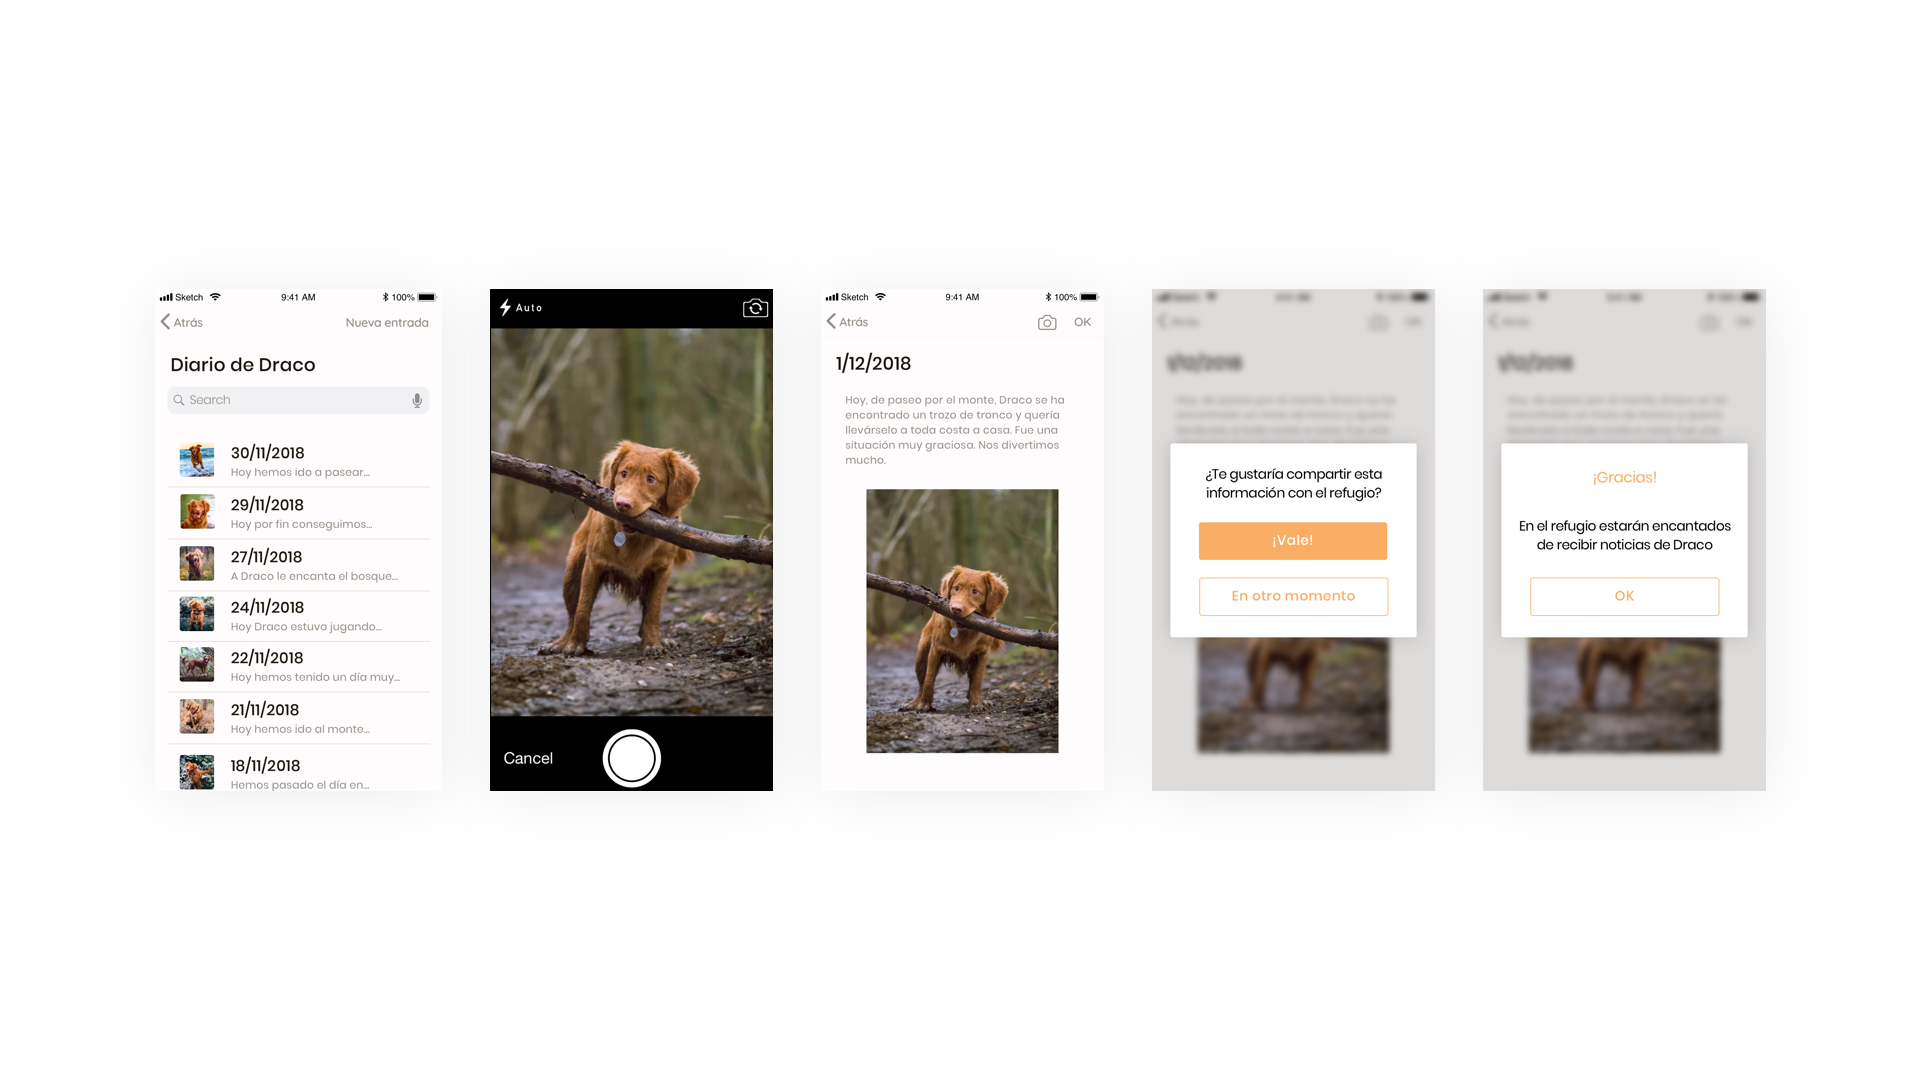 Sketch 9:41 AM 100%
Atrás Nueva entrada
Diario de Draco
Search
30/11/2018
Hoy hemos ido a pasear...
29/11/2018
Hoy por fin conseguimos...
27/11/2018
A Draco le encanta el bosque...
24/11/2018
Hoy Draco estuvo jugando...
22/11/2018
Hoy hemos tenido un día muy...
21/11/2018
Hoy hemos ido al monte...
18/11/2018
Hemos pasado el día en...
Auto
Cancel
Sketch 9:41 AM 100%
Atrás OK
1/12/2018
Hoy, de paseo por el monte, Draco se ha
encontrado un trozo de tronco y quería
llevárselo a toda costa a casa. Fue una
situación muy graciosa. Nos divertimos
mucho.
¿Te gustaría compartir esta
información con el refugio?
¡Vale!
En otro momento
¡Gracias!
En el refugio estarán encantados
de recibir noticias de Draco
OK